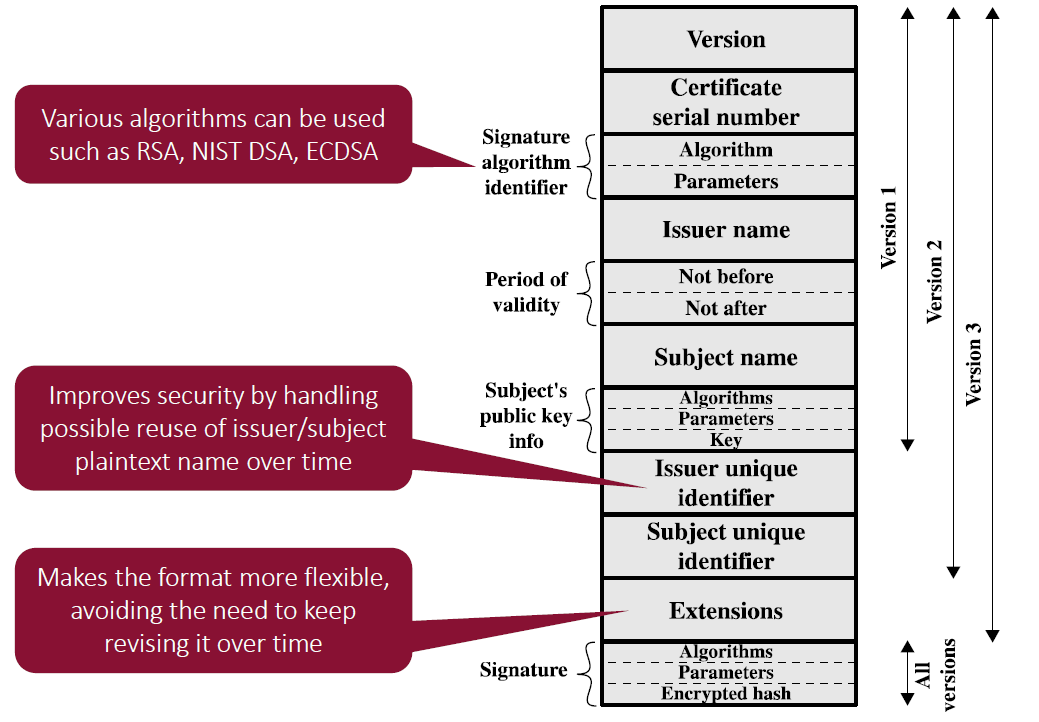 Version
Certificate
serial number
Various algorithms can be used
such as RSA, NIST DSA, ECDSA
Signature
algorithm
identifier
Algorithm
Parameters
Issuer name
Period of
validity
Not before
Not after
Subject name
Improves security by handling
possible reuse of issuer/subject
plaintext name over time
Subject's
public key
info
Algorithms
Parameters
Key
Issuer unique
identifier
Subject unique
identifier
Makes the format more flexible,
avoiding the need to keep
revising it over time
Extensions
Signature
Algorithms
Parameters
Encrypted hash
Version 1
Version 2
Version 3
All
versions